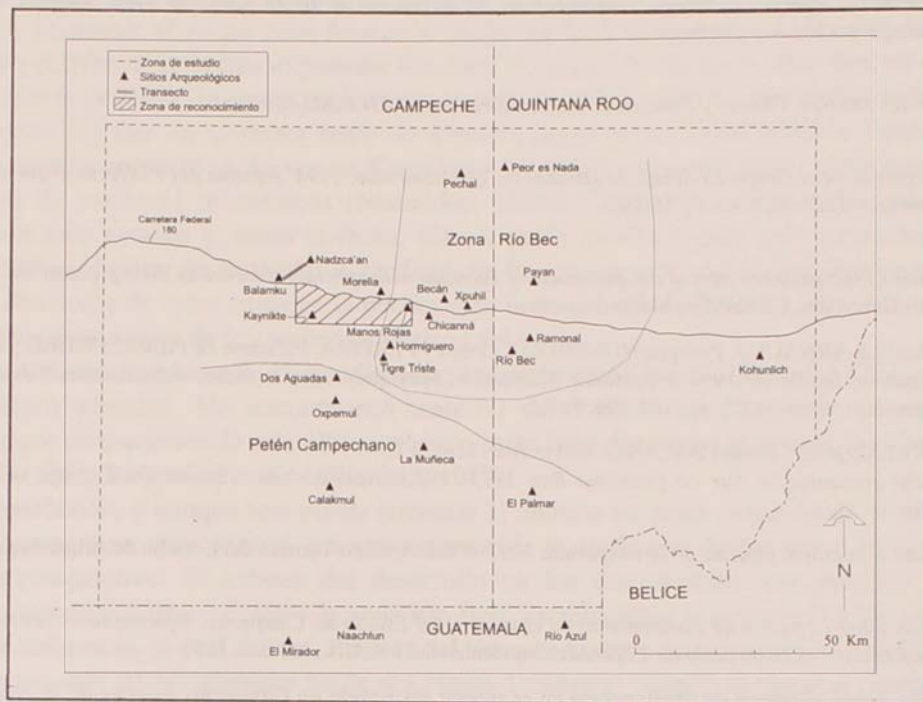 Zona de estudio
Sitios Arqueológicos
Transecto
Zona de reconocimiento
CAMPECHE
QUINTANA ROO
Peor es Nada
Pechal
Carretera Federal
180
Zona Río Bec
Nadzca'an
Balamku
Morelia
Becán
Xpuhil
Payan
Kaynikte
Manos Rojas
Chicanná
Hormiguero
Ramonal
Tigre Triste
Río Bec
Kohunlich
Dos Aguadas
Oxpemul
Petén Campechano
La Muñeca
Calakmul
El Palmar
N
BELICE
GUATEMALA
Naachtun
Río Azul
El Mirador
0 50 Km